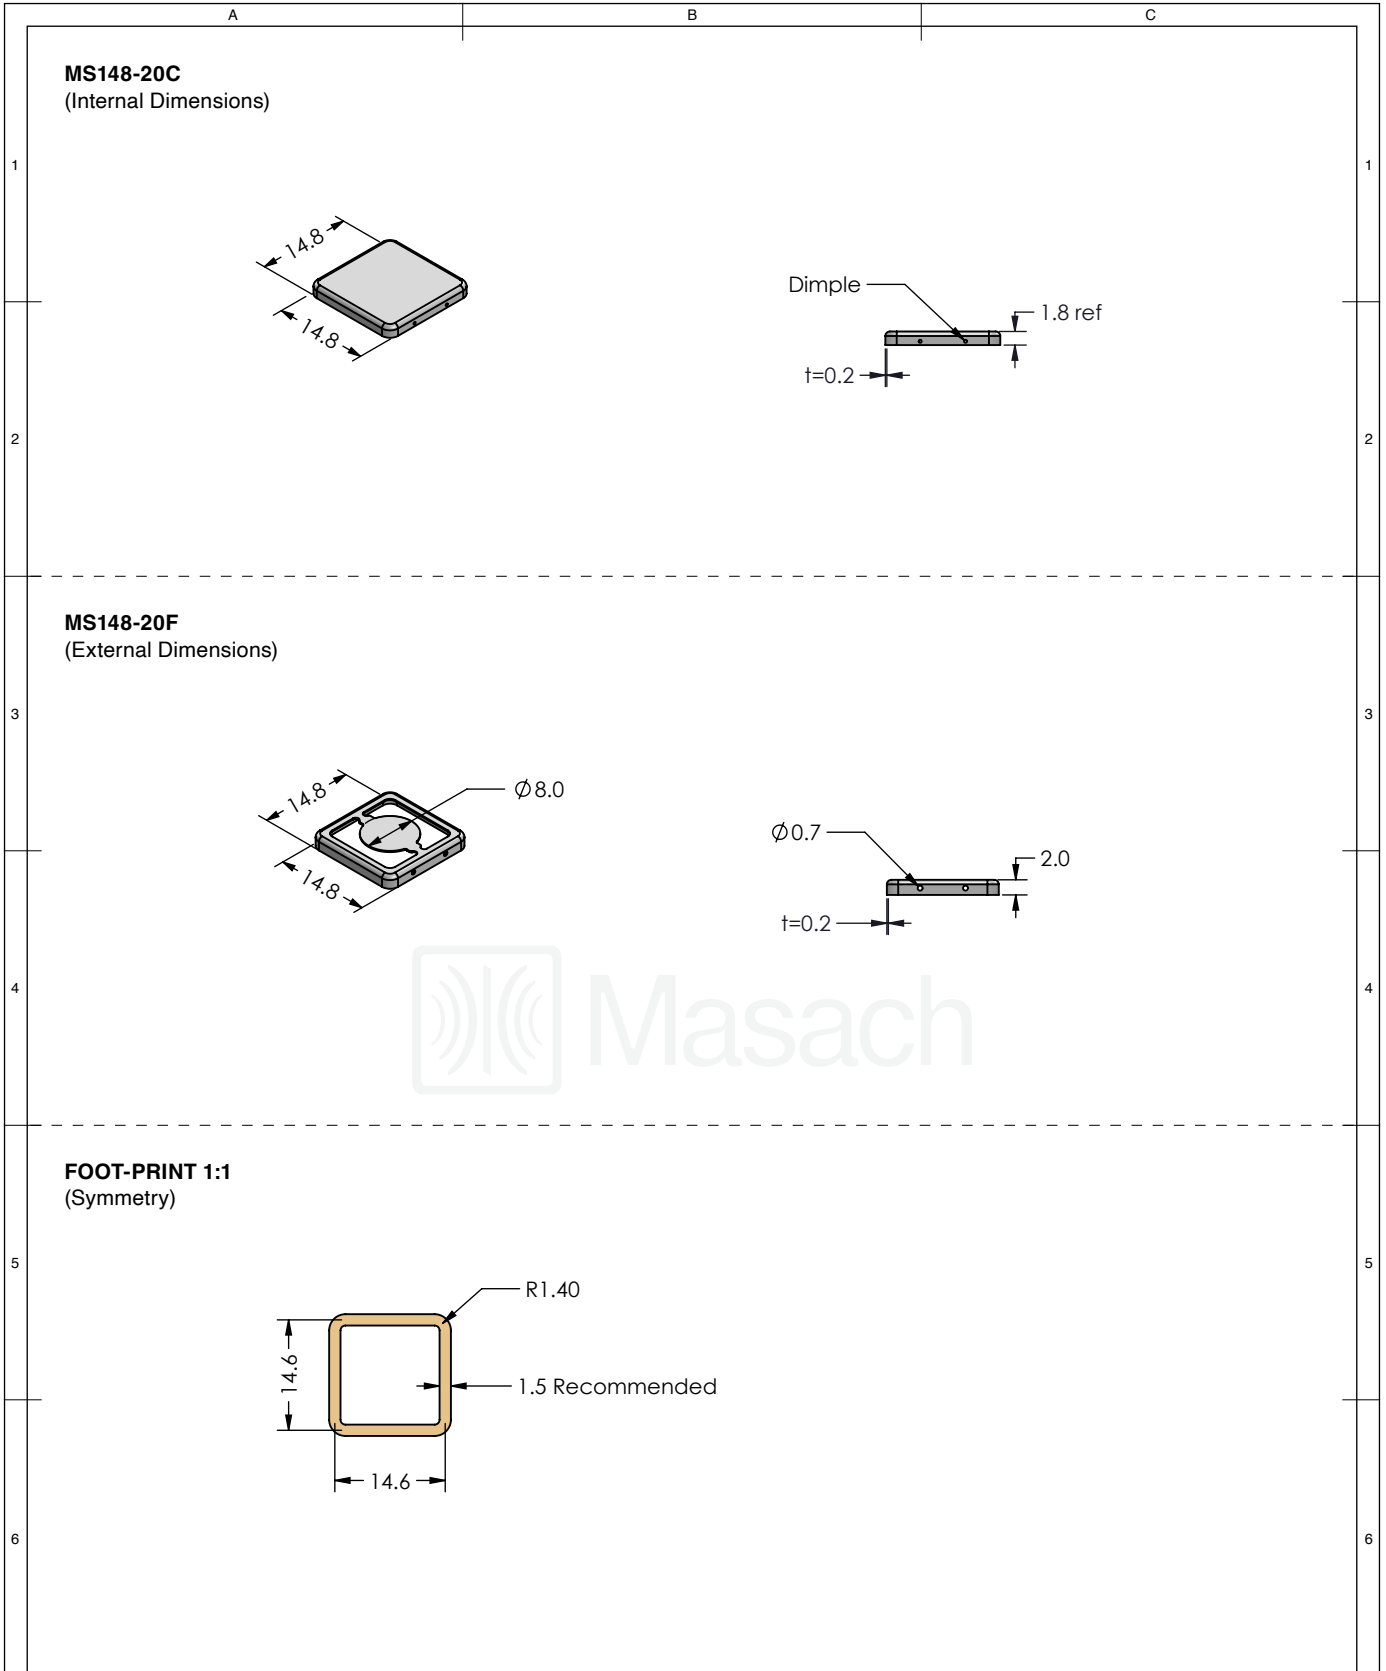 A
B
C
MS148-20C
(Internal Dimensions)
1
1
14.8
14.8
Dimple
1.8 ref
t=0.2
2
2
MS148-20F
(External Dimensions)
3
3
14.8
14.8
Ø8.0
Ø0.7
2.0
t=0.2
Masach
4
4
FOOT-PRINT 1:1
(Symmetry)
5
5
R1.40
14.6
1.5 Recommended
14.6
6
6